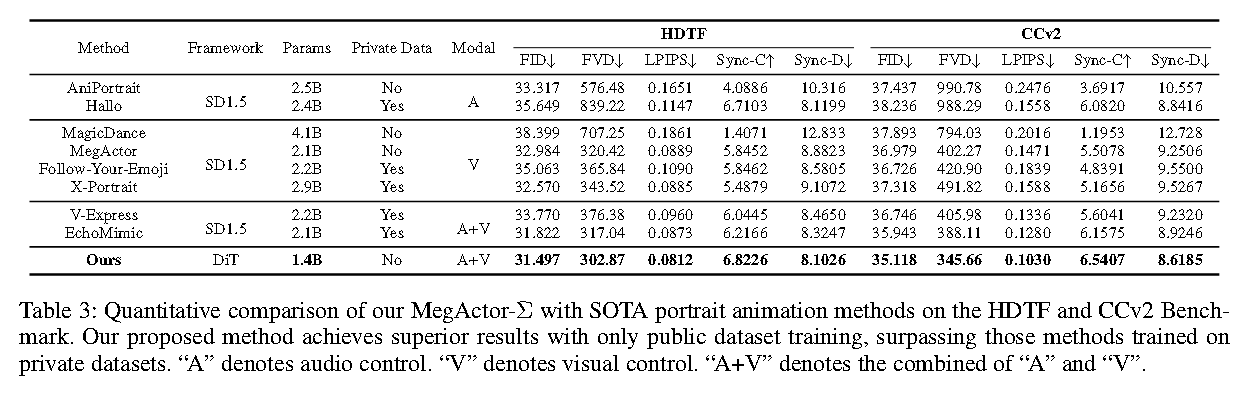 HDTF CCv2
Method Framework Params Private Data Modal
FID↓ FVD↓ LPIPS↓ Sync-C↑ Sync-D↓ FID↓ FVD↓ LPIPS↓ Sync-C↑ Sync-D↓
AniPortrait 2.5B No 33.317 576.48 0.1651 4.0886 10.316 37.437 990.78 0.2476 3.6917 10.557
SD1.5 A
Hallo 2.4B Yes 35.649 839.22 0.1147 6.7103 8.1199 38.236 988.29 0.1558 6.0820 8.8416
MagicDance 4.1B No 38.399 707.25 0.1861 1.4071 12.833 37.893 794.03 0.2016 1.1953 12.728
MegActor 2.1B No 32.984 320.42 0.0889 5.8452 8.8823 36.979 402.27 0.1471 5.5078 9.2506
SD1.5 V
Follow-Your-Emoji 2.2B Yes 35.063 365.84 0.1090 5.8462 8.5805 36.726 420.90 0.1839 4.8391 9.5500
X-Portrait 2.9B Yes 32.570 343.52 0.0885 5.4879 9.1072 37.318 491.82 0.1588 5.1656 9.5267
V-Express 2.2B Yes 33.770 376.38 0.0960 6.0445 8.4650 36.746 405.98 0.1336 5.6041 9.2320
SD1.5 A+V
EchoMimic 2.1B Yes 31.822 317.04 0.0873 6.2166 8.3247 35.943 388.11 0.1280 6.1575 8.9246
Ours DiT 1.4B No A+V 31.497 302.87 0.0812 6.8226 8.1026 35.118 345.66 0.1030 6.5407 8.6185
Table 3: Quantitative comparison of our MegActor-Σ with SOTA portrait animation methods on the HDTF and CCv2 Bench-
mark. Our proposed method achieves superior results with only public dataset training, surpassing those methods trained on
private datasets. “A” denotes audio control. “V” denotes visual control. “A+V” denotes the combined of “A” and “V”.